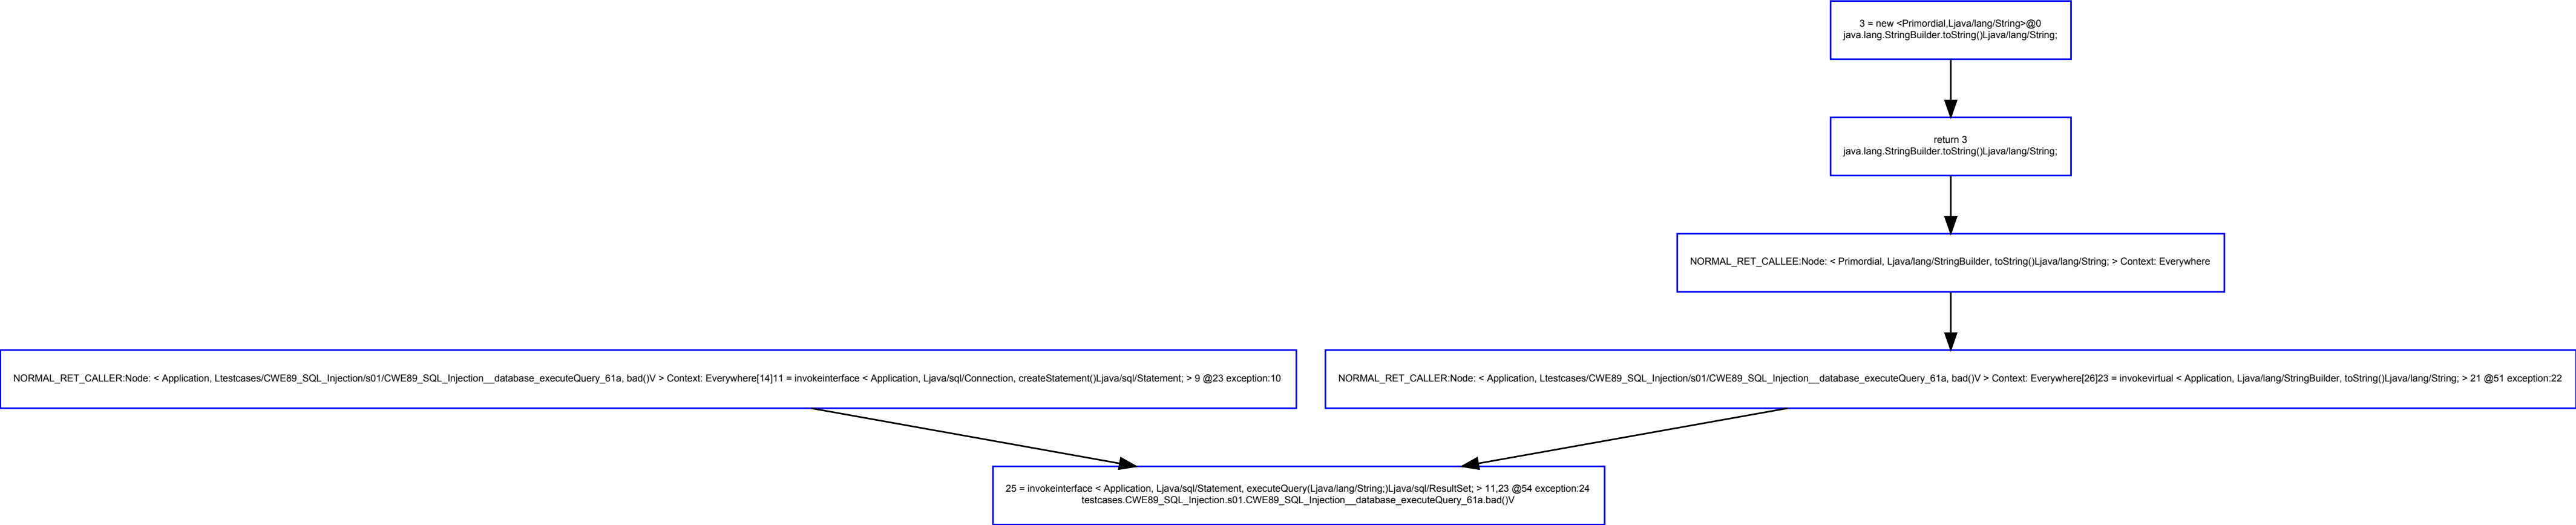 3 = new <Primordial,Ljava/lang/String>@0
java.lang.StringBuilder.toString()Ljava/lang/String;
return 3
java.lang.StringBuilder.toString()Ljava/lang/String;
NORMAL_RET_CALLEE:Node: < Primordial, Ljava/lang/StringBuilder, toString()Ljava/lang/String; > Context: Everywhere
NORMAL_RET_CALLER:Node: < Application, Ltestcases/CWE89_SQL_Injection/s01/CWE89_SQL_Injection__database_executeQuery_61a, bad()V > Context: Everywhere[14]11 = invokeinterface < Application, Ljava/sql/Connection, createStatement()Ljava/sql/Statement; > 9 @23 exception:10
NORMAL_RET_CALLER:Node: < Application, Ltestcases/CWE89_SQL_Injection/s01/CWE89_SQL_Injection__database_executeQuery_61a, bad()V > Context: Everywhere[26]23 = invokevirtual < Application, Ljava/lang/StringBuilder, toString()Ljava/lang/String; > 21 @51 exception:22
25 = invokeinterface < Application, Ljava/sql/Statement, executeQuery(Ljava/lang/String;)Ljava/sql/ResultSet; > 11,23 @54 exception:24
testcases.CWE89_SQL_Injection.s01.CWE89_SQL_Injection__database_executeQuery_61a.bad()V